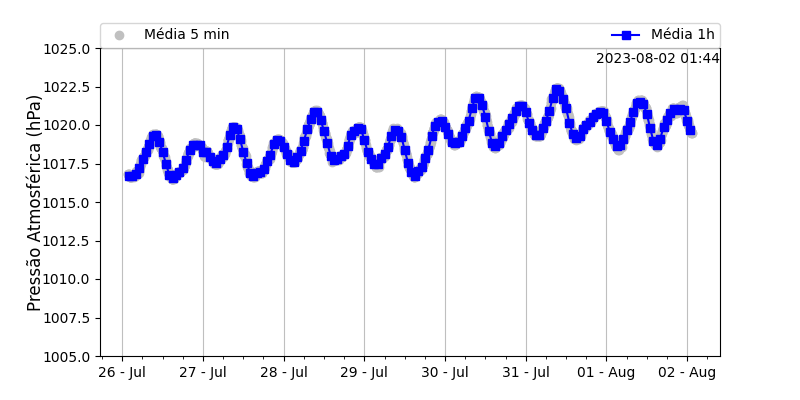 Média 5 min
Média 1h
2023-08-02 01:44
Pressão Atmosférica (hPa)
1025.0
1022.5
1020.0
1017.5
1015.0
1012.5
1010.0
1007.5
1005.0
26 - Jul
27 - Jul
28 - Jul
29 - Jul
30 - Jul
31 - Jul
01 - Aug
02 - Aug